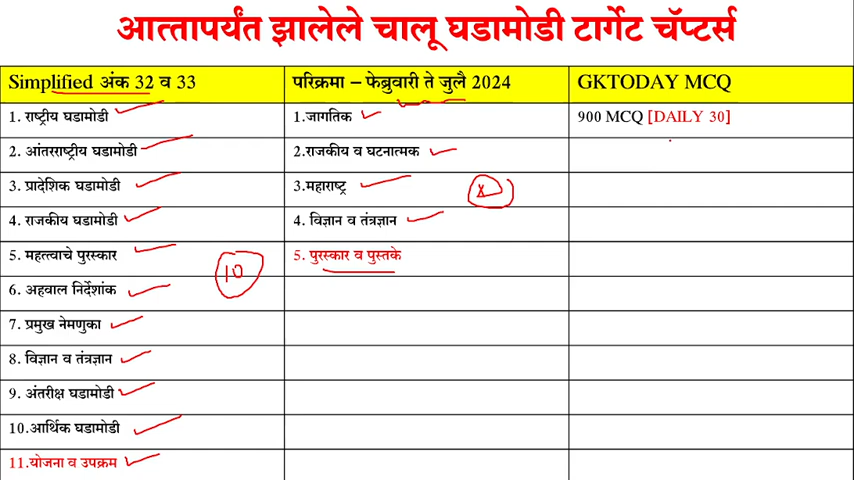 आत्तापर्यंत झालेले चालू घडामोडी टार्गेट चॅप्टर्स
Simplified अंक 32 व 33
परिक्रमा – फेब्रुवारी ते जुलै 2024
GKTODAY MCQ
1. राष्ट्रीय घडामोडी
1.जागतिक
900 MCQ [DAILY 30]
2. आंतरराष्ट्रीय घडामोडी
2.राजकीय व घटनात्मक
3. प्रादेशिक घडामोडी
3.महाराष्ट्र
4. राजकीय घडामोडी
4. विज्ञान व तंत्रज्ञान
5. महत्वाचे पुरस्कार
10
5. पुरस्कार व पुस्तके
6. अहवाल निर्देशांक
7. प्रमुख नेमणुका
8. विज्ञान व तंत्रज्ञान
9. अंतरीक्ष घडामोडी
10.आर्थिक घडामोडी
11.योजना व उपक्रम